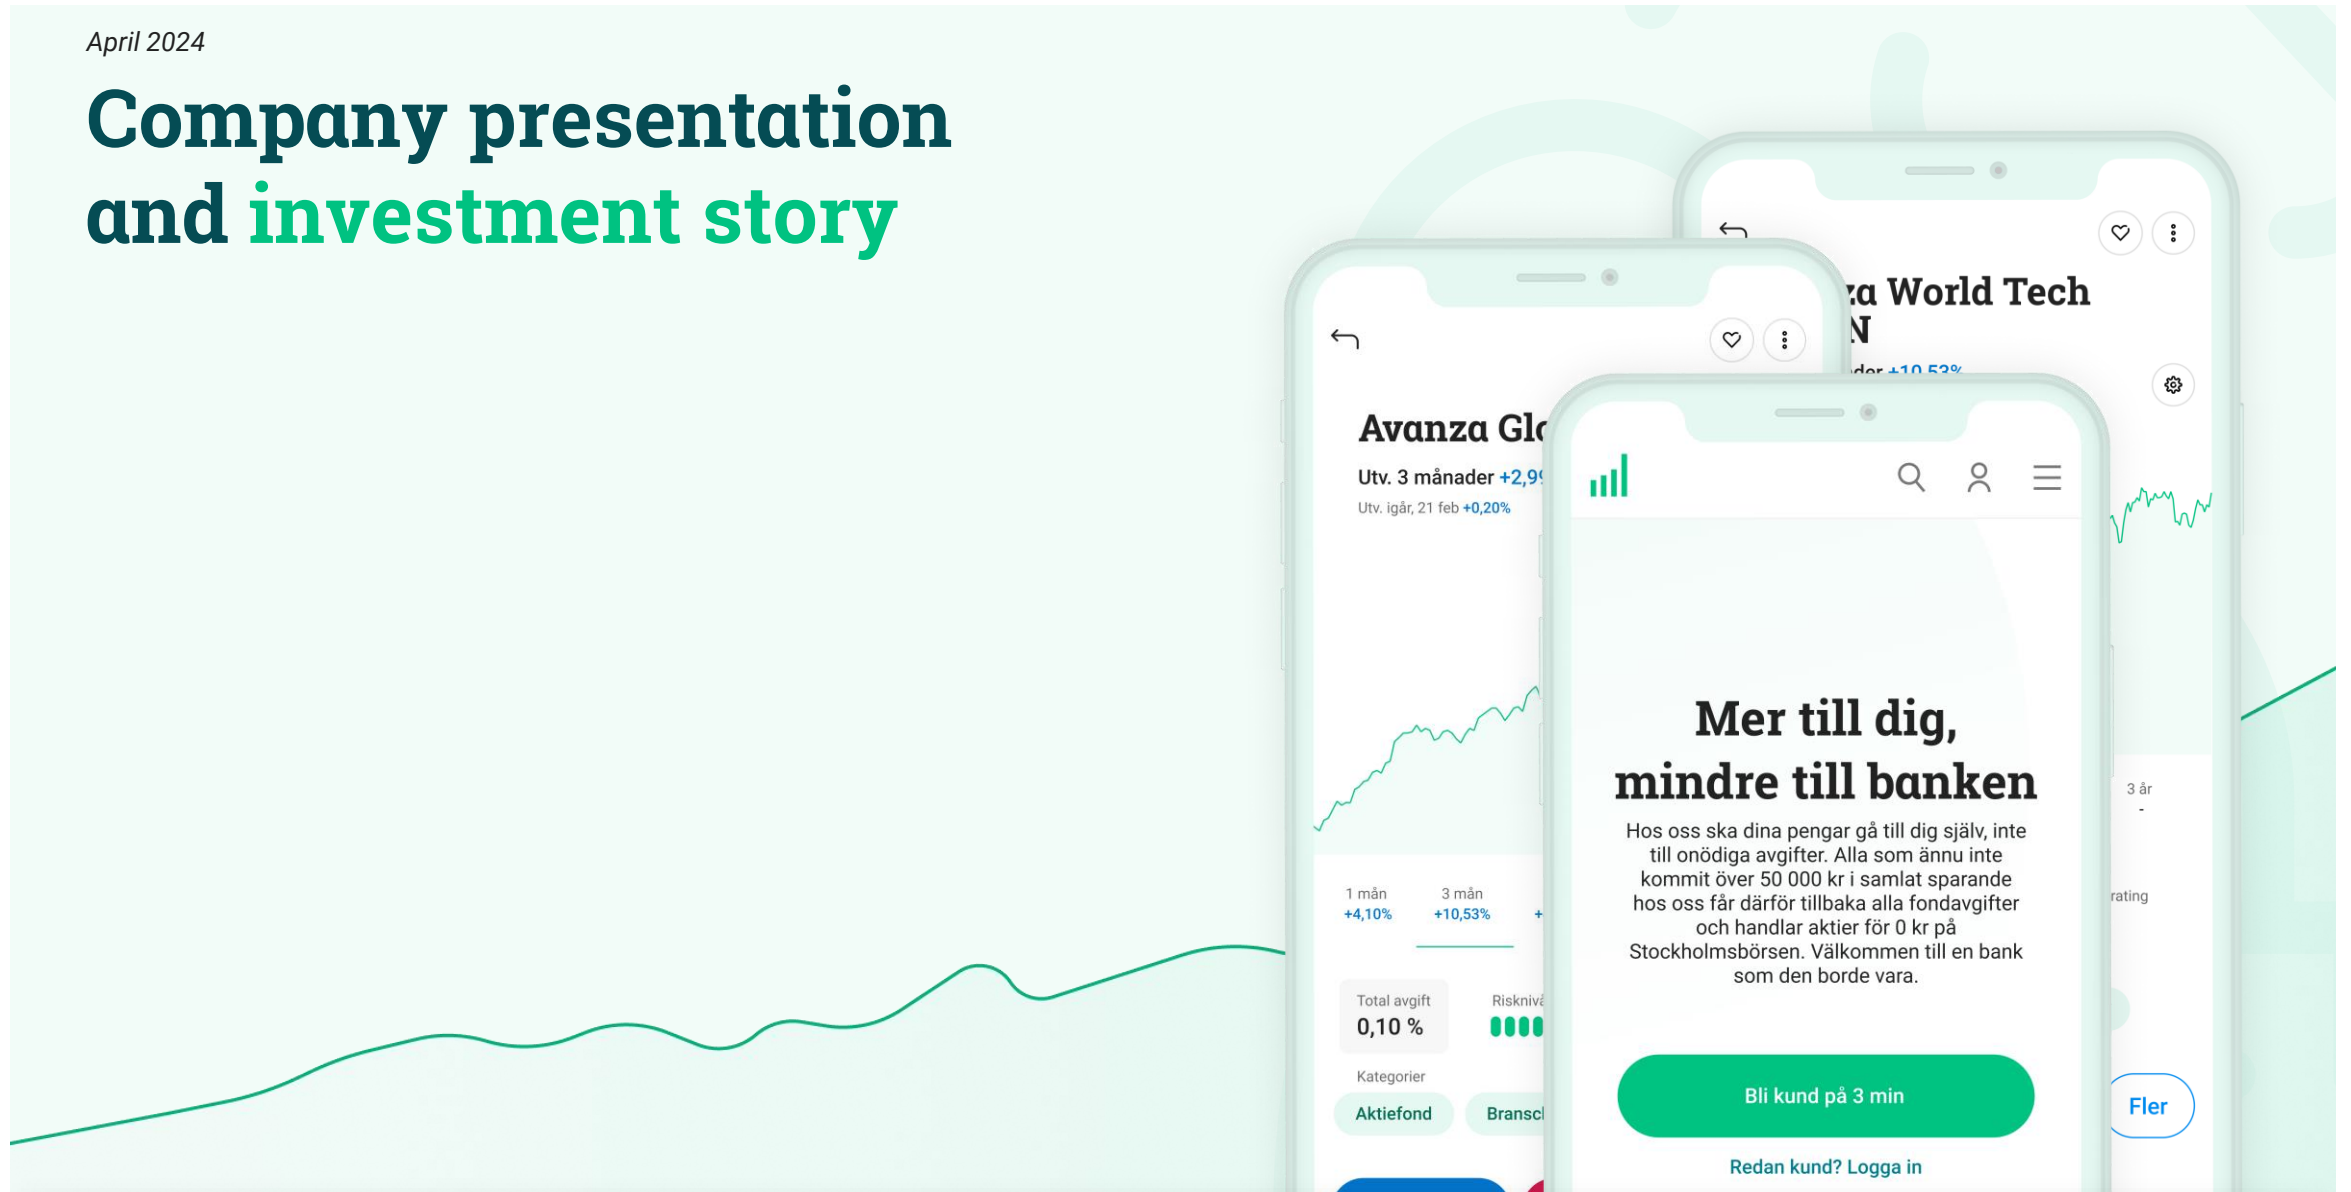 April 2024
Company presentation
and investment story
World Tech
+10,53%
Avanza
Utv. 3 månader
Utv. igår, 21 feb +0,20%
Mer till dig,
mindre till banken
Hos oss ska dina pengar gå till dig själv, inte
till onödiga avgifter. Alla som ännu inte
kommit över 50 000 kr i samlat sparande
hos oss får därför tillbaka alla fondavgifter
och handlar aktier för 0 kr på
Stockholmsbörsen. Välkommen till en bank
som den borde vara.
Bli kund på 3 min
Redan kund? Logga in
1 mån 3 mån
+4,10% +10,53%
Total avgift
0,10 %
Kategorier
Aktiefond
3 år
-
rating
Fler